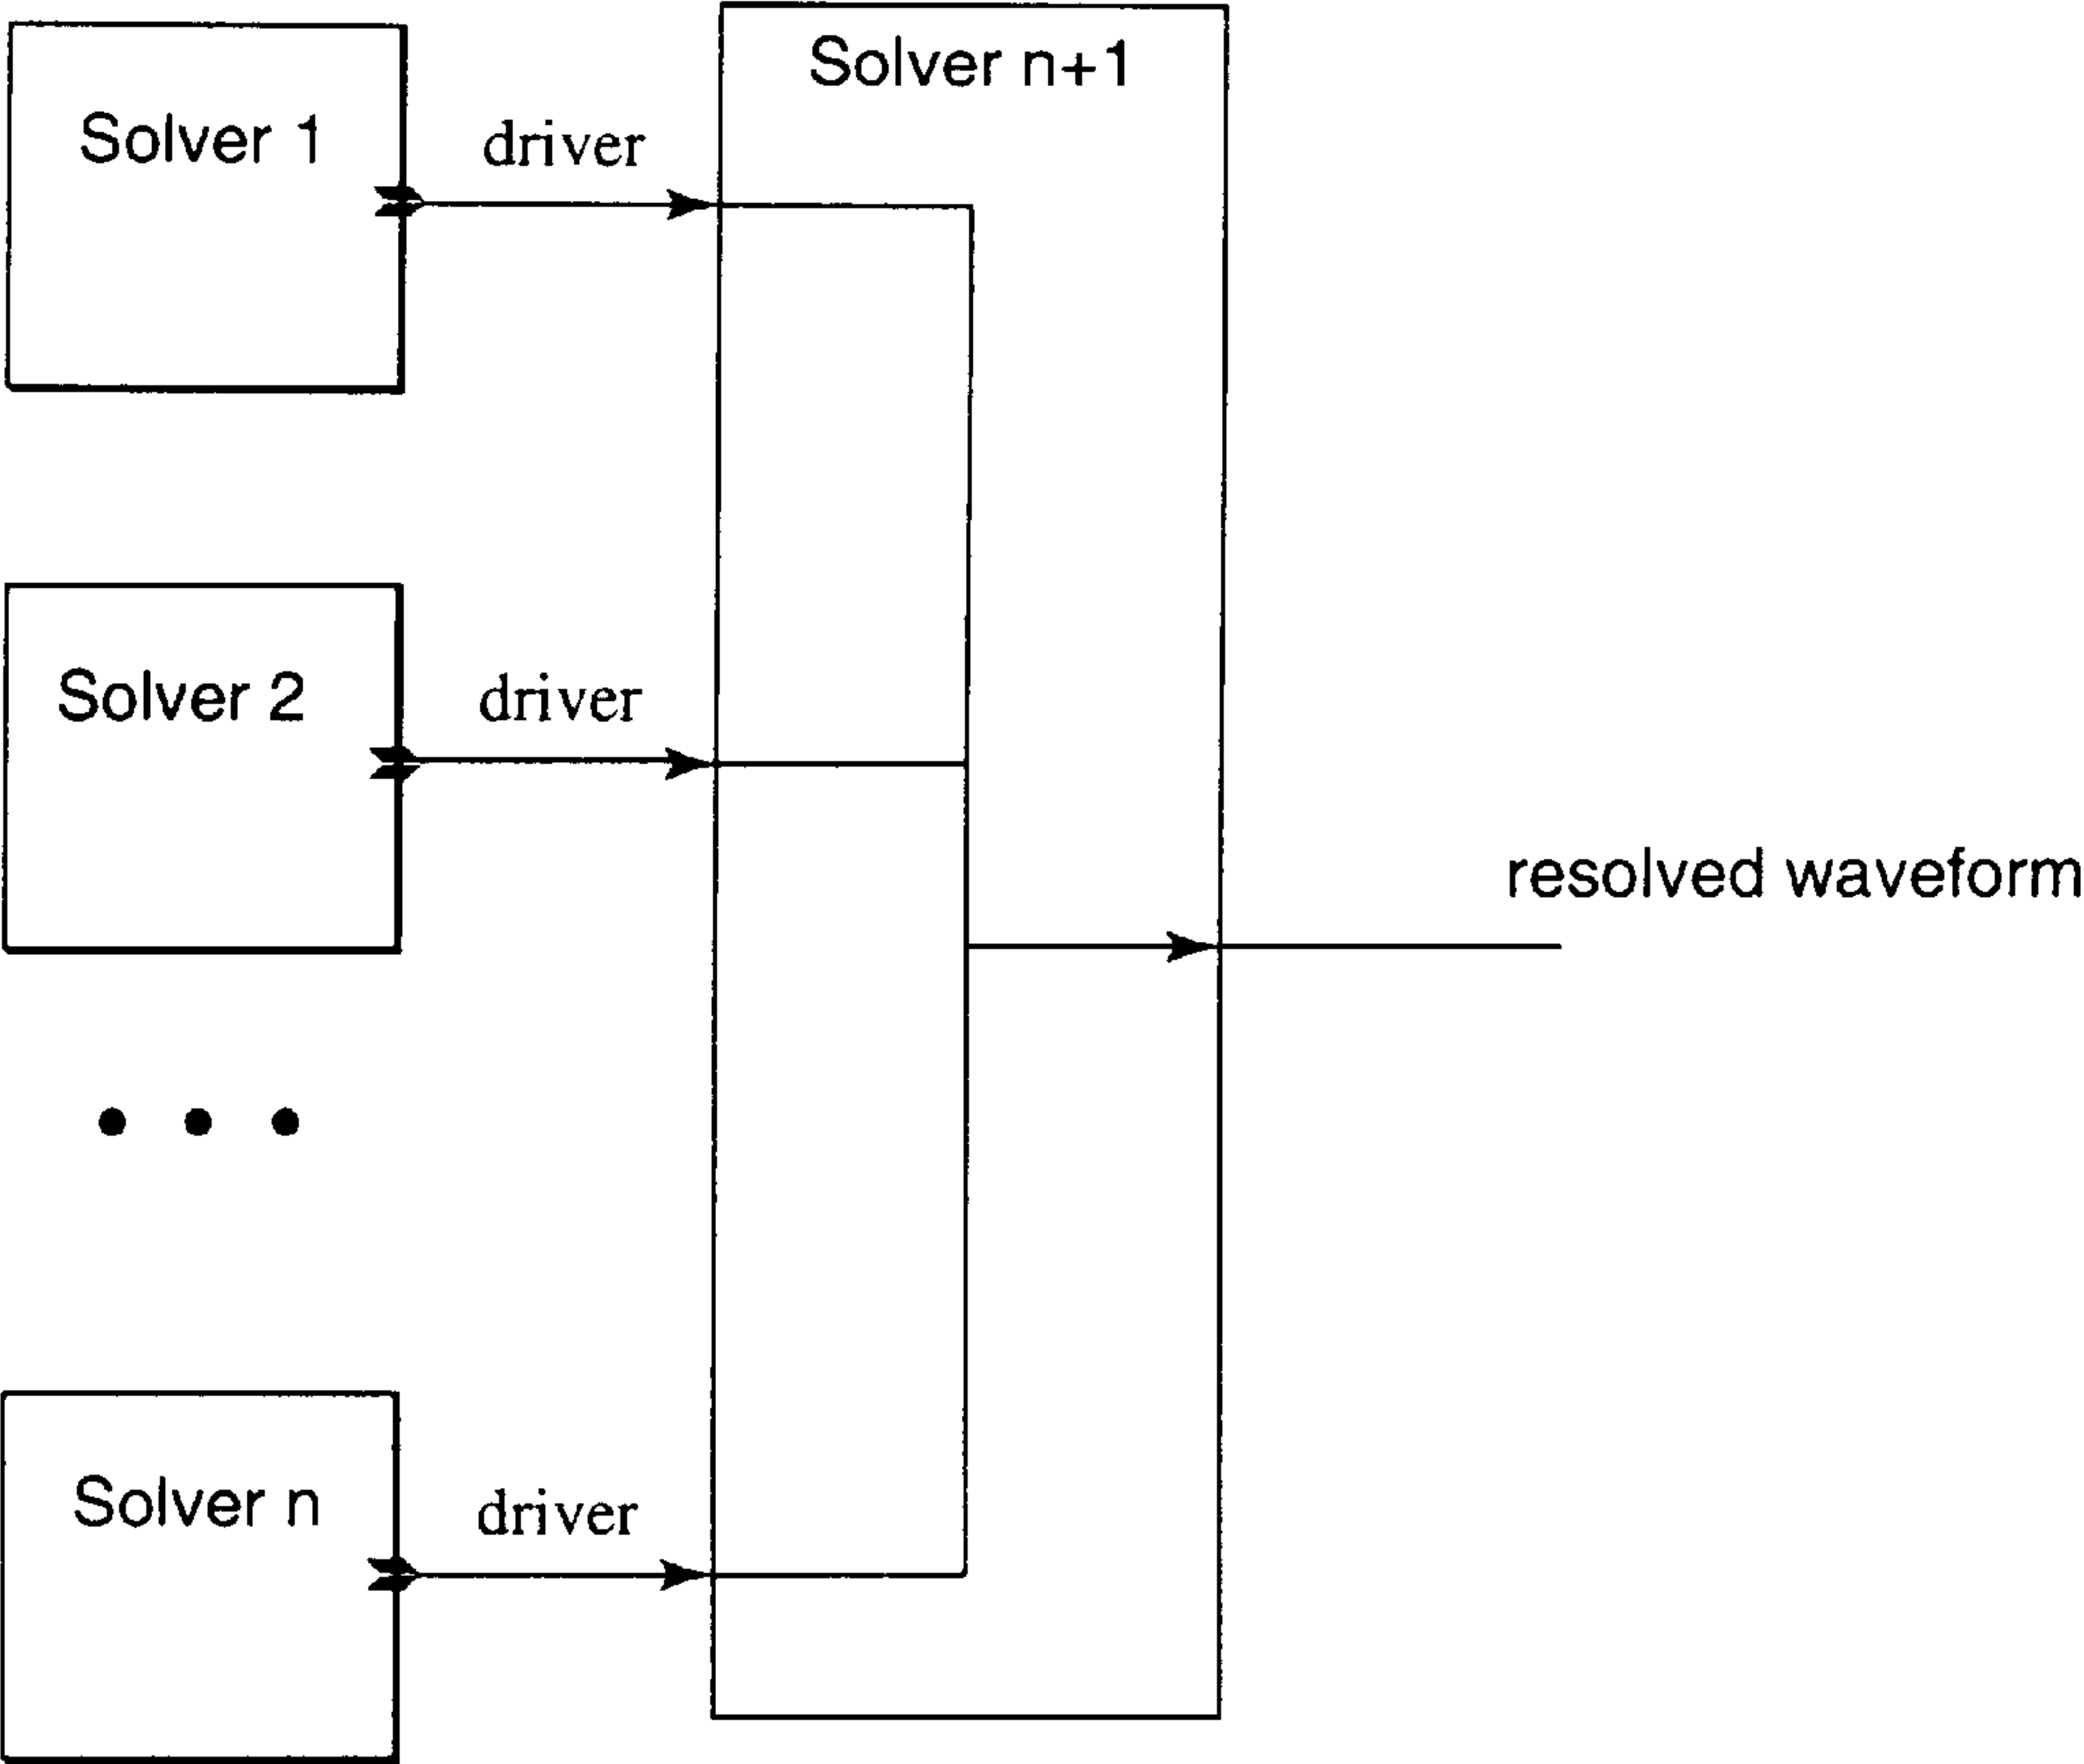 Solver n+1
Solver 1
driver
Solver 2
driver
resolved waveform
Solver n
driver